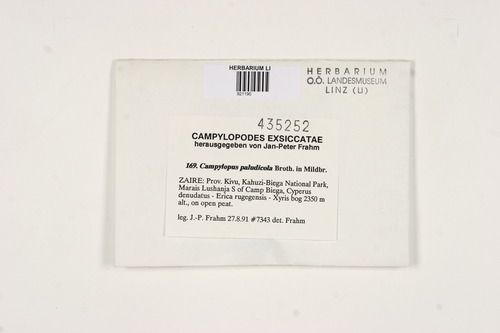 HERBARIUM LI
921190
HERBARIUM
O.Ö. LANDESMUSEUM
LINZ (LI)
435252
CAMPYLOPODES EXSICCATAE
herausgegeben von Jan-Peter Frahm
169. Campylopus paludicola Broth. in Mildbr.
ZAIRE: Prov. Kivu, Kahuzi-Biega National Park,
Marais Lushanja S of Camp Biega, Cyperus
denudatus - Erica rugegensis - Xyris bog 2350 m
alt., on open peat.
leg. J.-P. Frahm 27.8.91 #7343 det. Frahm